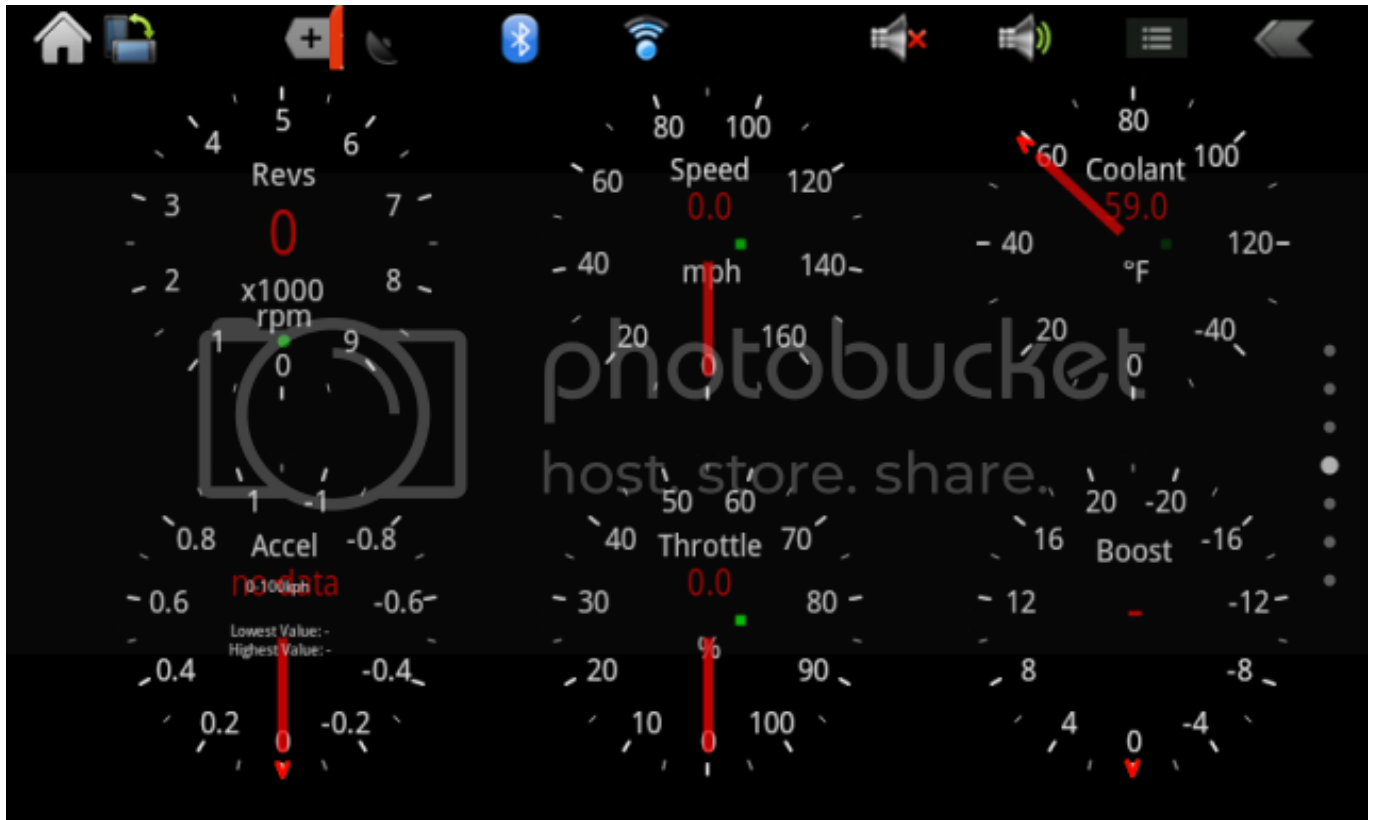 5
4 6
Revs
3 7
0
2 8
x1000
rpm
1 9
0
80 100
Speed
60 120
0.0
40 140
mph
20 160
0
80
60 Coolant 100
59.0
40 120
°F
20 -40
0
photobucket
host. store. share.
1 -1
0.8 Accel -0.8
no data
0-100kph
0.6 -0.6
Lowest Value: -
Highest Value: -
0.4 -0.4
0.2 -0.2
0
50 60
40 Throttle 70
0.0
30 80
%
20 90
10 100
0
20 -20
16 Boost -16
-
12 -12
8 -8
4 -4
0